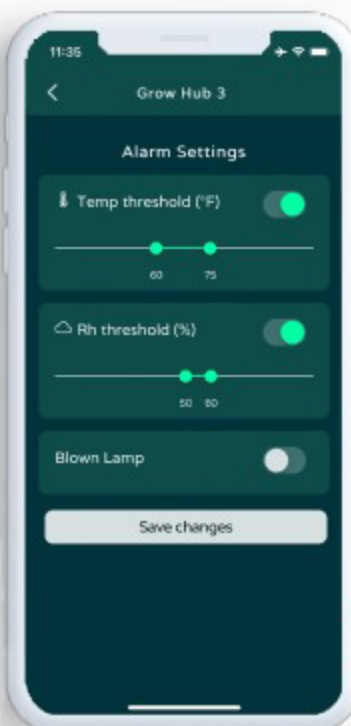 11:35
Grow Hub 3
Alarm Settings
Temp threshold (°F)
60 75
Rh threshold (%)
50 60
Blown Lamp
Save changes